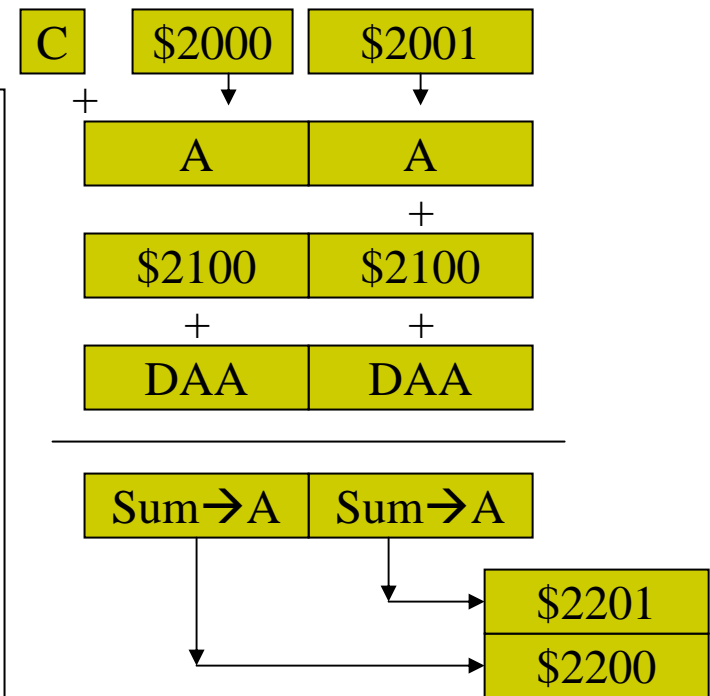 C $2000 $2001
+
A A
+
$2100 $2100
+ +
DAA DAA
Sum→A Sum→A
$2201
$2200